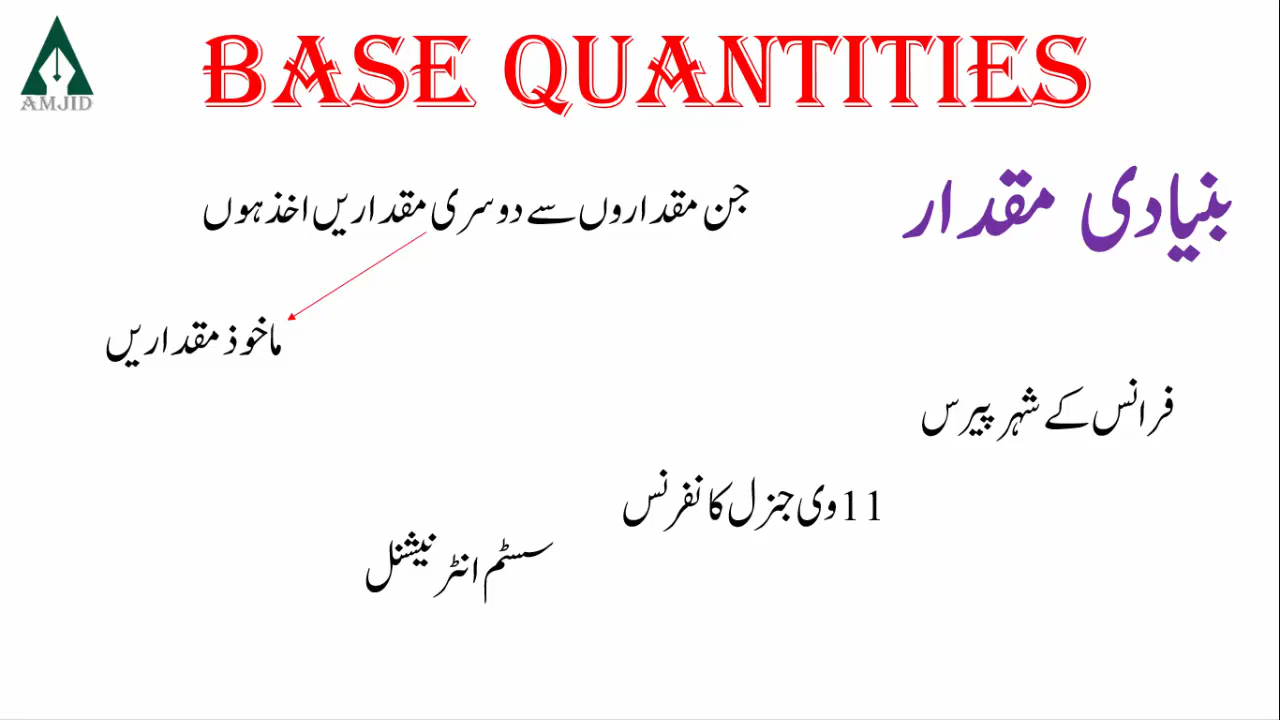 AMJID
BASE QUANTITIES
بنیادی مقدار
جن مقداروں سے دوسری مقداریں اخذ ہوں
ماخوذ مقداریں
فرانس کے شہر پیرس
11 وی جنرل کانفرنس
سسٹم انٹرنیشنل